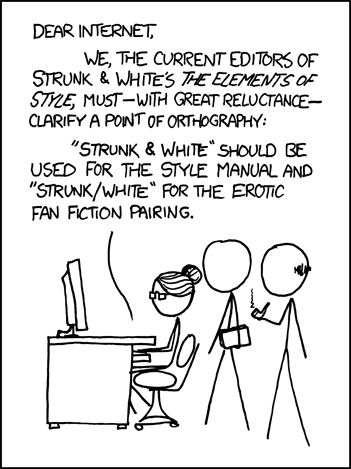 DEAR INTERNET,
WE, THE CURRENT EDITORS OF
STRUNK & WHITE'S THE ELEMENTS OF
STYLE, MUST—WITH GREAT RELUCTANCE—
CLARIFY A POINT OF ORTHOGRAPHY:
"STRUNK & WHITE" SHOULD BE
USED FOR THE STYLE MANUAL AND
"STRUNK/WHITE" FOR THE EROTIC
FAN FICTION PAIRING.